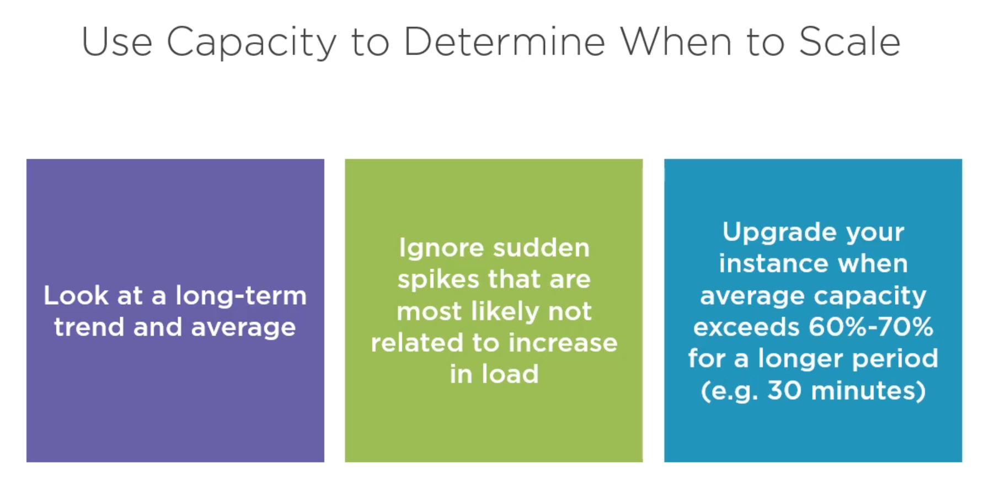 Use Capacity to Determine When to Scale
Look at a long-term
trend and average
Ignore sudden
spikes that are
most likely not
related to increase
in load
Upgrade your
instance when
average capacity
exceeds 60%-70%
for a longer period
(e.g. 30 minutes)